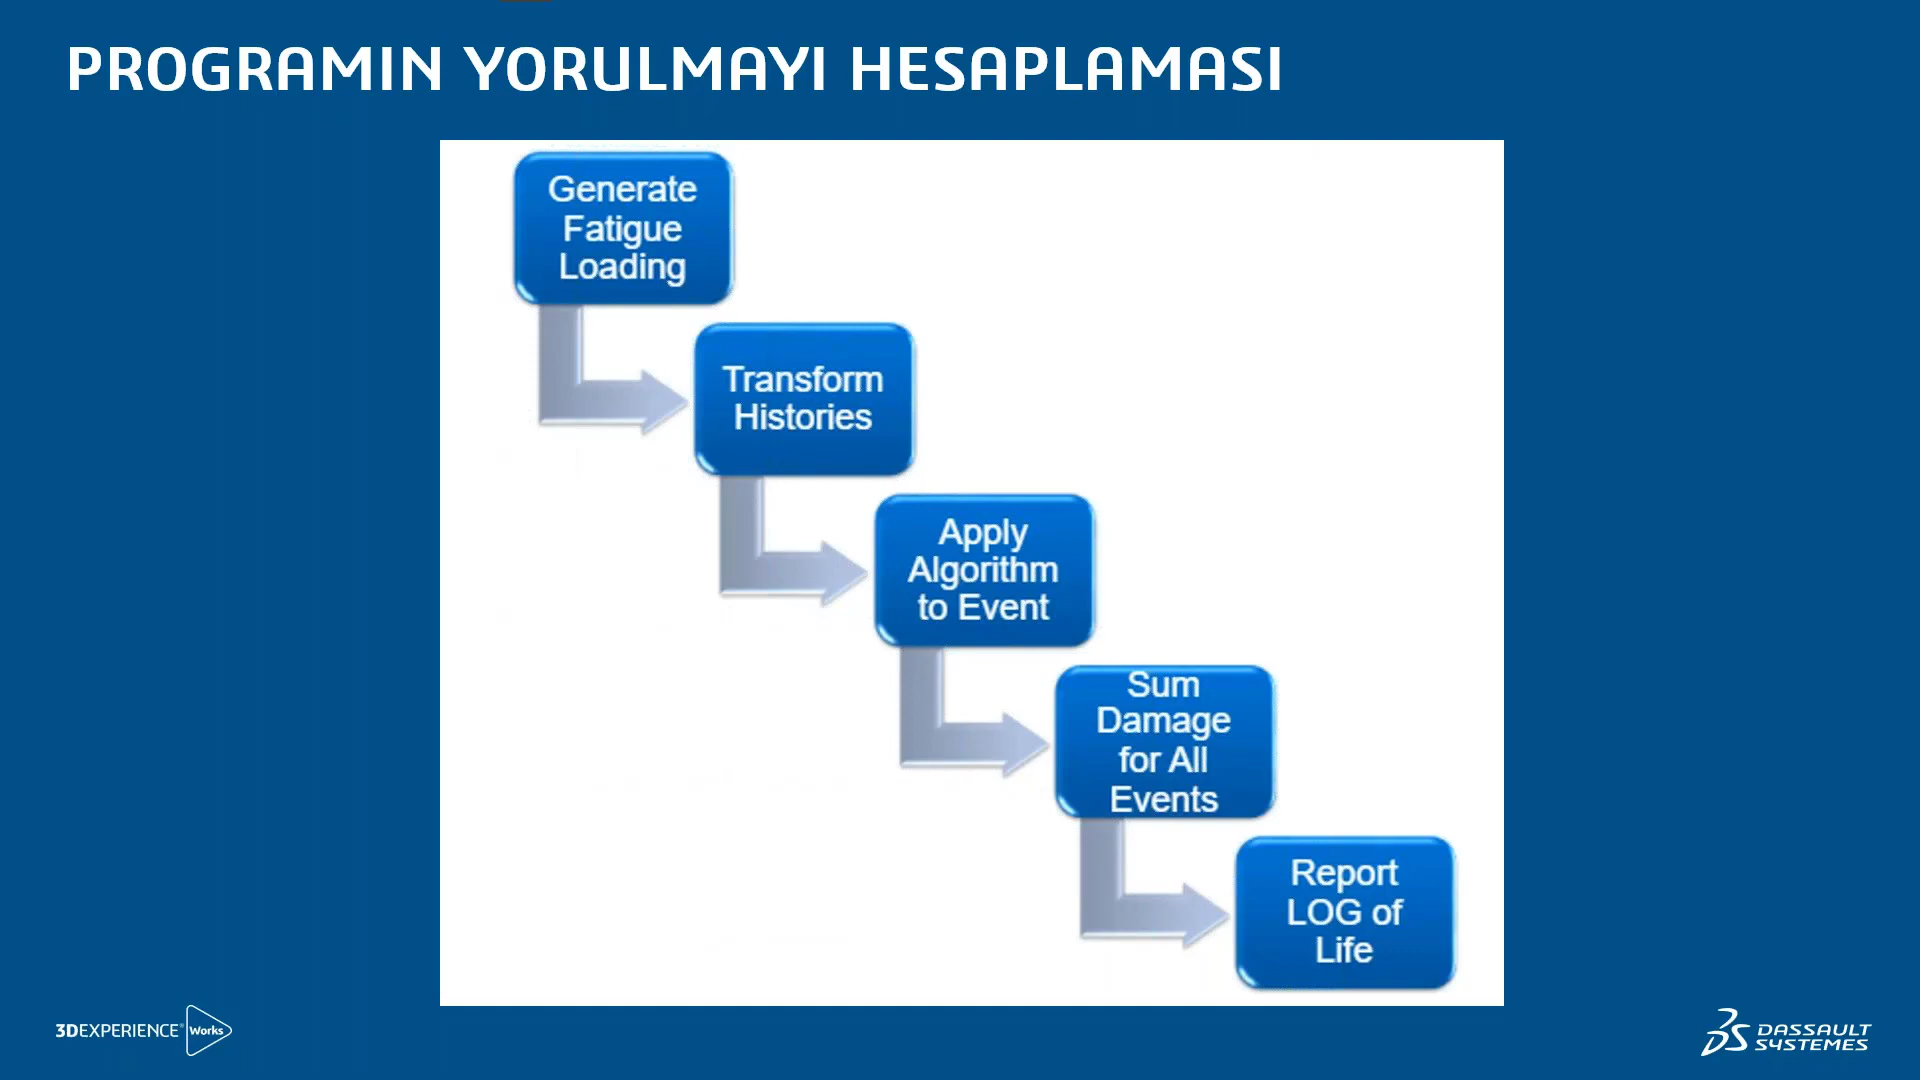 PROGRAMIN YORULMAYI HESAPLAMASI
Generate
Fatigue
Loading
Transform
Histories
Apply
Algorithm
to Event
Sum
Damage
for All
Events
Report
LOG of
Life
3DEXPERIENCE® Works
DASSAULT
SYSTEMES